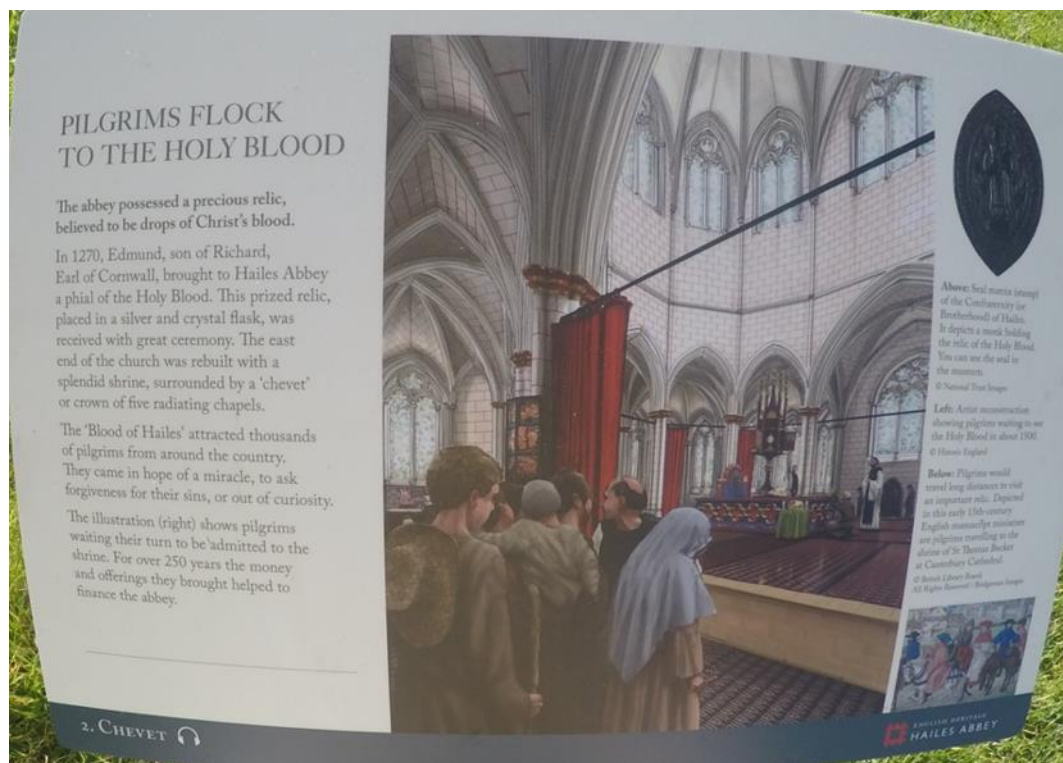 PILGRIMS FLOCK
TO THE HOLY BLOOD
The abbey possessed a precious relic,
believed to be drops of Christ's blood.
In 1270, Edmund, son of Richard,
Earl of Cornwall, brought to Hailes Abbey
a phial of the Holy Blood. This prized relic,
placed in a silver and crystal flask, was
received with great ceremony. The east
end of the church was rebuilt with a
splendid shrine, surrounded by a 'chevet'
or crown of five radiating chapels.
The 'Blood of Hailes' attracted thousands
of pilgrims from around the country.
They came in hope of a miracle, to ask
forgiveness for their sins, or out of curiosity.
The illustration (right) shows pilgrims
waiting their turn to be admitted to the
shrine. For over 250 years the money
and offerings they brought helped to
finance the abbey.
Above: Seal matrix (stamp)
of the Confraternity (or
Brotherhood) of Hailes.
It depicts a monk holding
the relic of the Holy Blood.
You can see the seal in
the museum.
© National Trust Images
Left: Artist reconstruction
showing pilgrims waiting to see
the Holy Blood in about 1500.
© Historic England
Below: Pilgrims would
travel long distances to visit
an important relic. Depicted
in this early 15th-century
English manuscript miniature
are pilgrims travelling to the
shrine of St Thomas Becket
at Canterbury Cathedral.
© British Library Board.
All Rights Reserved / Bridgeman Images
2. CHEVET
ENGLISH HERITAGE
HAILES ABBEY